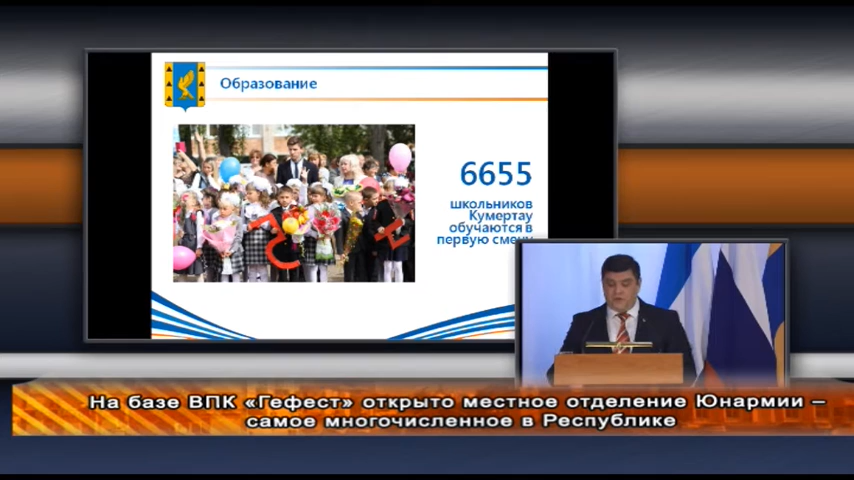 Образование
6655
школьников
Кумертау
обучаются в
первую смену
На базе ВПК «Гефест» открыто местное отделение Юнармии –
самое многочисленное в Республике